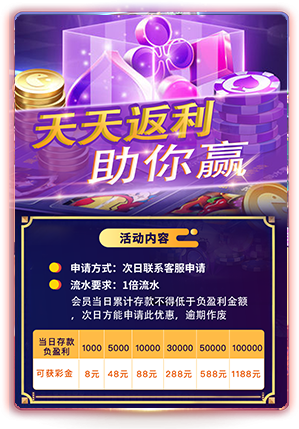 天天返利
助你赢
活动内容
申请方式：次日联系客服申请
流水要求：1倍流水
会员当日累计存款不得低于负盈利金额
，次日方能申请此优惠，逾期作废
当日存款
负盈利 1000 5000 10000 30000 50000 100000
可获彩金 8元 48元 88元 288元 588元 1188元